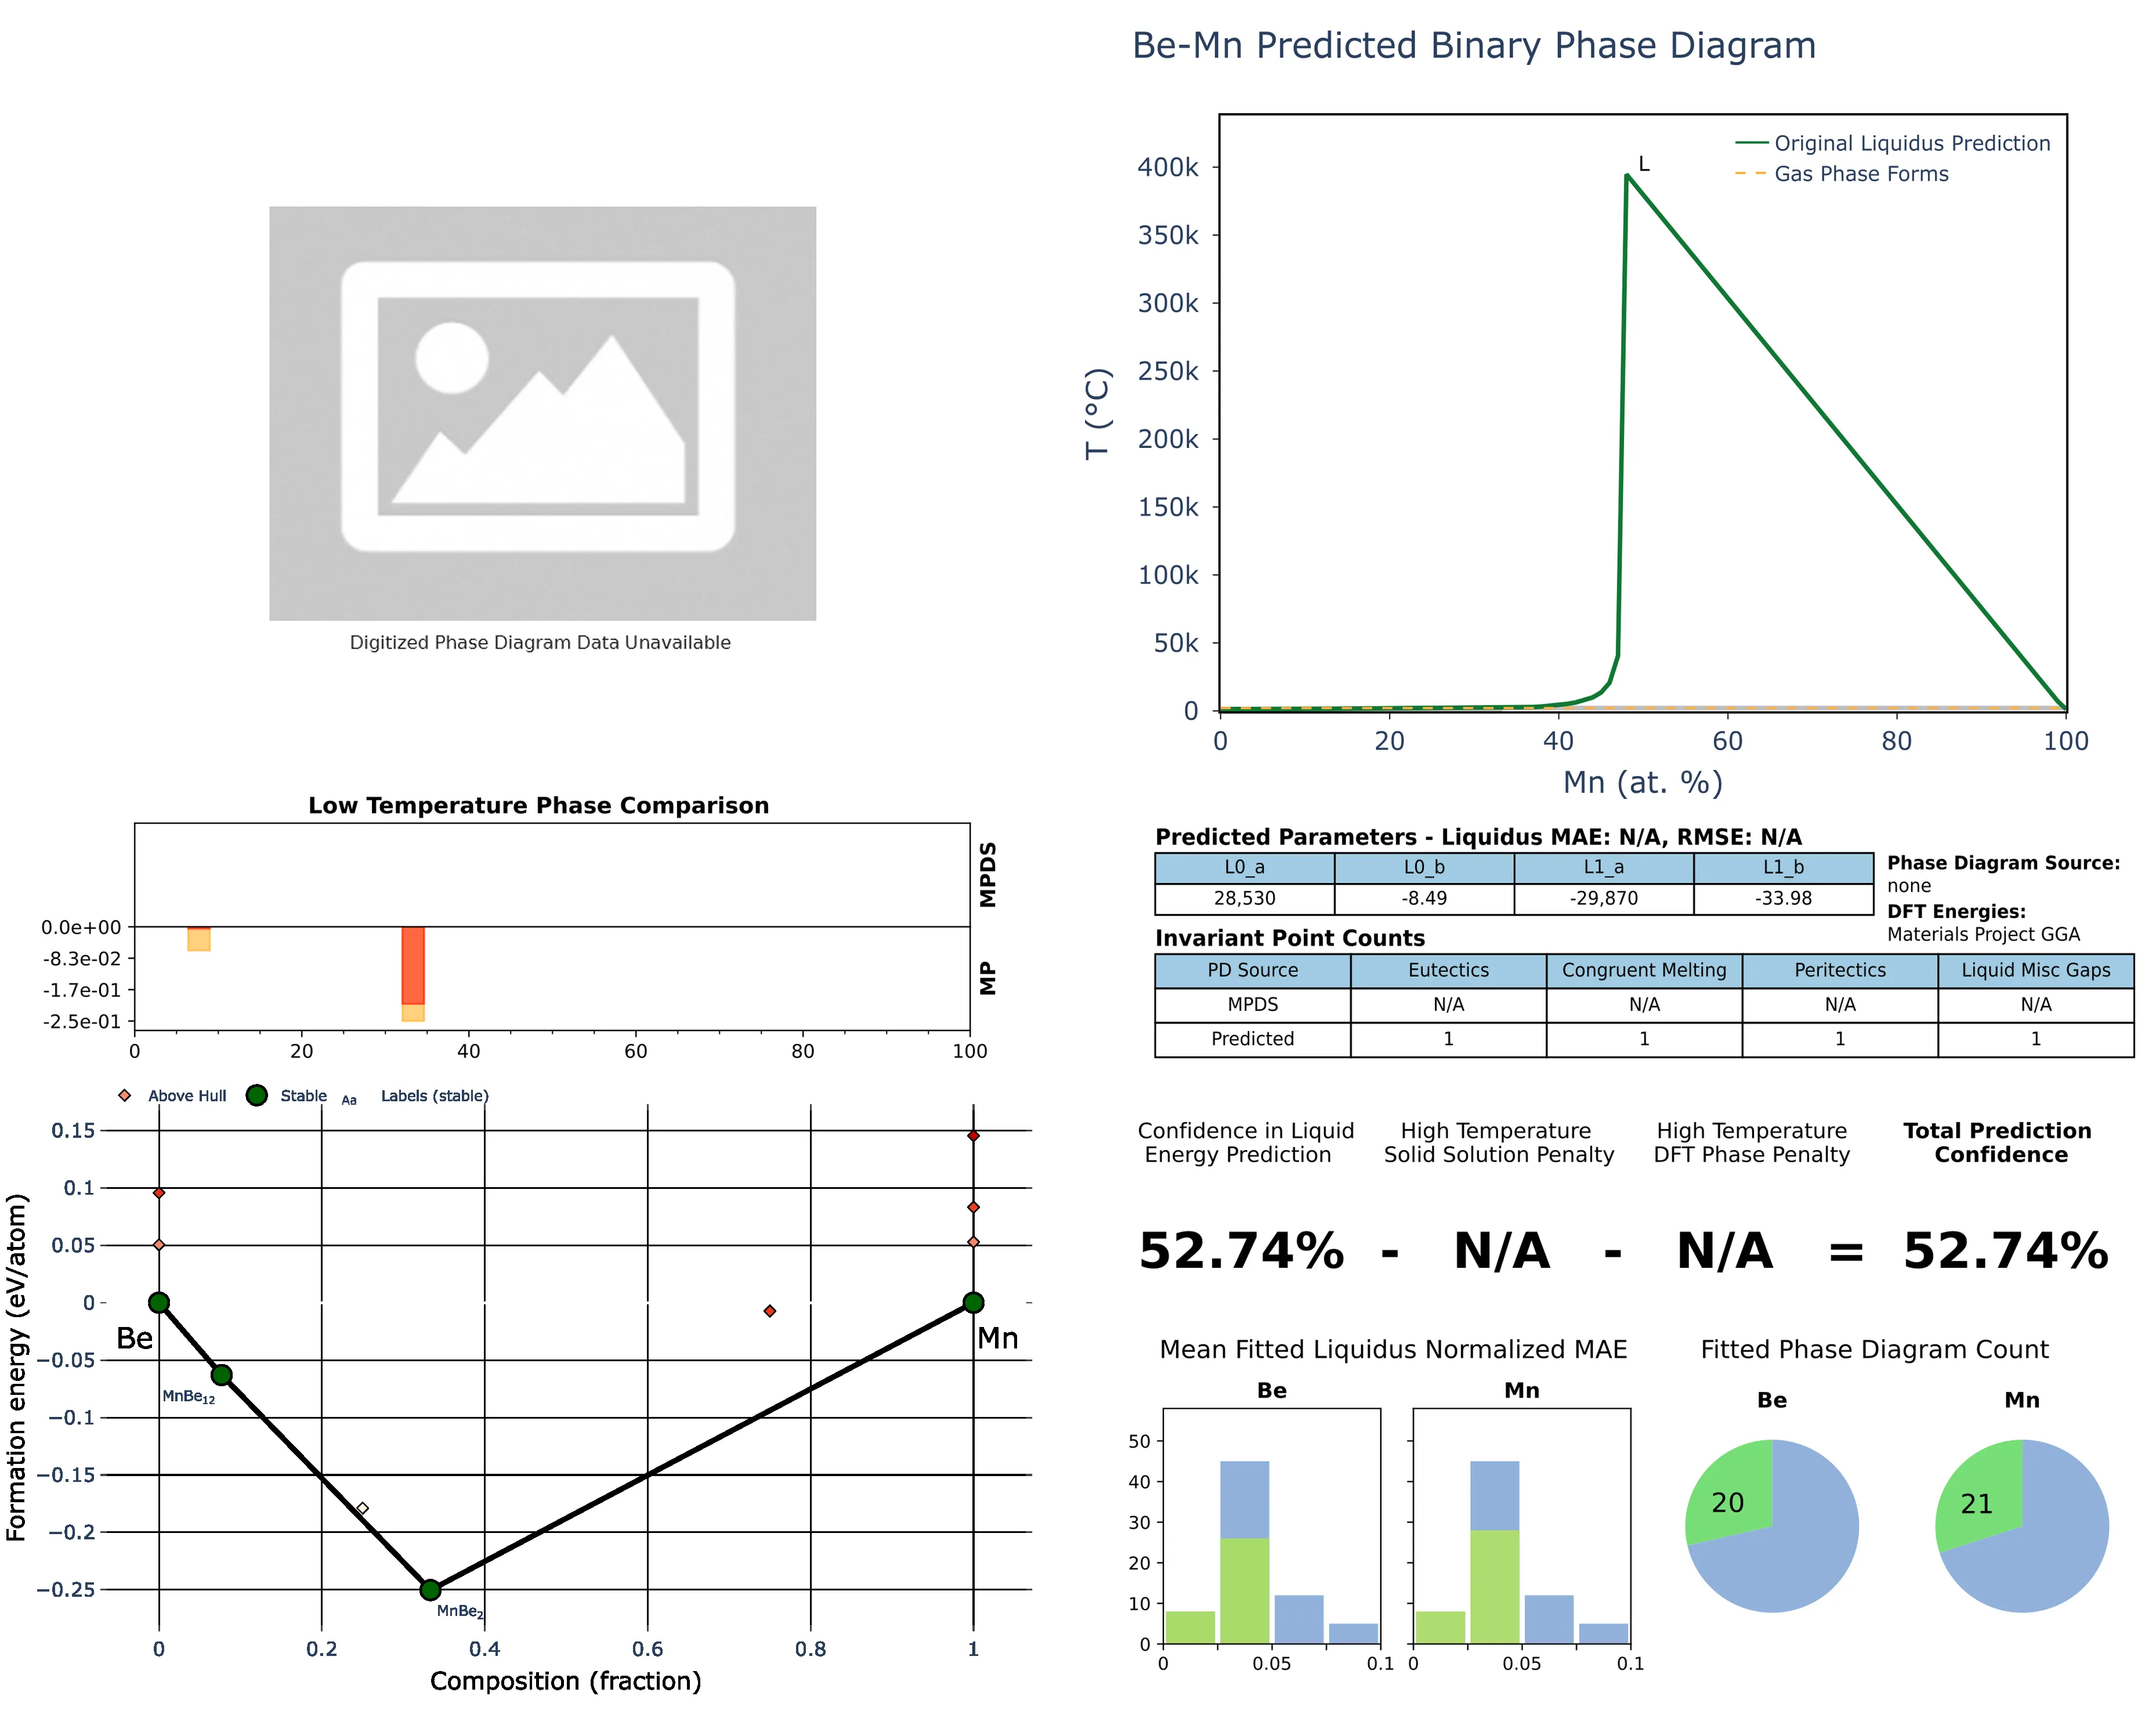 Be-Mn Predicted Binary Phase Diagram
Digitized Phase Diagram Data Unavailable
Original Liquidus Prediction
Gas Phase Forms
L
400k
350k
300k
250k
200k
150k
100k
50k
0
T (°C)
0 20 40 60 80 100
Mn (at. %)
Low Temperature Phase Comparison
MPDS
MP
0.0e+00
-8.3e-02
-1.7e-01
-2.5e-01
0 20 40 60 80 100
Predicted Parameters - Liquidus MAE: N/A, RMSE: N/A
L0_a L0_b L1_a L1_b
28,530 -8.49 -29,870 -33.98
Phase Diagram Source:
none
DFT Energies:
Materials Project GGA
Invariant Point Counts
PD Source Eutectics Congruent Melting Peritectics Liquid Misc Gaps
MPDS N/A N/A N/A N/A
Predicted 1 1 1 1
Above Hull Stable Aa Labels (stable)
0.15
0.1
0.05
0
−0.05
−0.1
−0.15
−0.2
−0.25
Formation energy (eV/atom)
Be
Mn
MnBe12
MnBe2
0 0.2 0.4 0.6 0.8 1
Composition (fraction)
Confidence in Liquid Energy Prediction
High Temperature Solid Solution Penalty
High Temperature DFT Phase Penalty
Total Prediction Confidence
52.74% - N/A - N/A = 52.74%
Mean Fitted Liquidus Normalized MAE
Be Mn
50
40
30
20
10
0
0 0.05 0.1 0 0.05 0.1
Fitted Phase Diagram Count
Be Mn
20 21